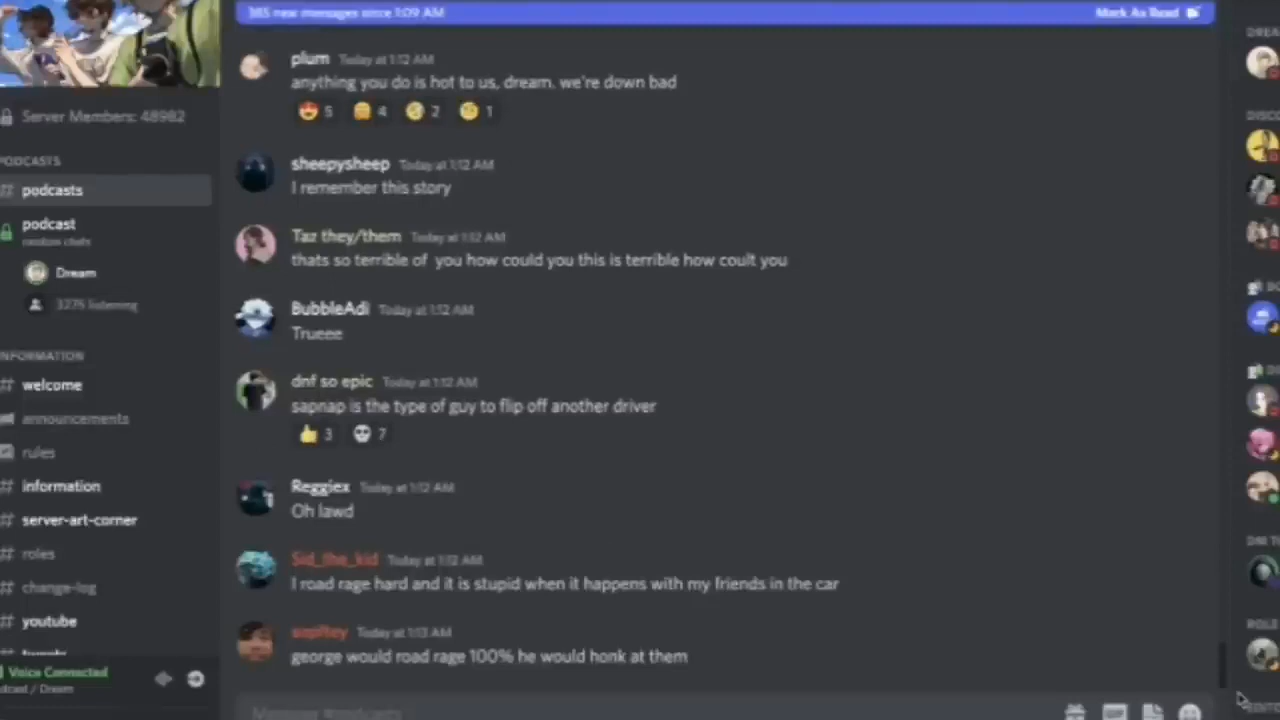 385 new messages since 1:09 AM
Mark As Read
plum Today at 1:12 AM
anything you do is hot to us, dream. we're down bad
5 4 2 1
Server Members: 48982
PODCASTS
sheepysheep Today at 1:12 AM
podcasts
I remember this story
podcast
Taz they/them Today at 1:12 AM
thats so terrible of you how could you this is terrible how coult you
Dream
3275 listening
BubbleAdi Today at 1:12 AM
Trueee
INFORMATION
welcome
dnf so epic Today at 1:12 AM
announcements
sapnap is the type of guy to flip off another driver
3 7
rules
information
Reggiex Today at 1:12 AM
Oh lawd
server-art-corner
roles
Sid_the_kid Today at 1:12 AM
change-log
I road rage hard and it is stupid when it happens with my friends in the car
youtube
Today at 1:13 AM
george would road rage 100% he would honk at them
Voice Connected
dcast / Dream